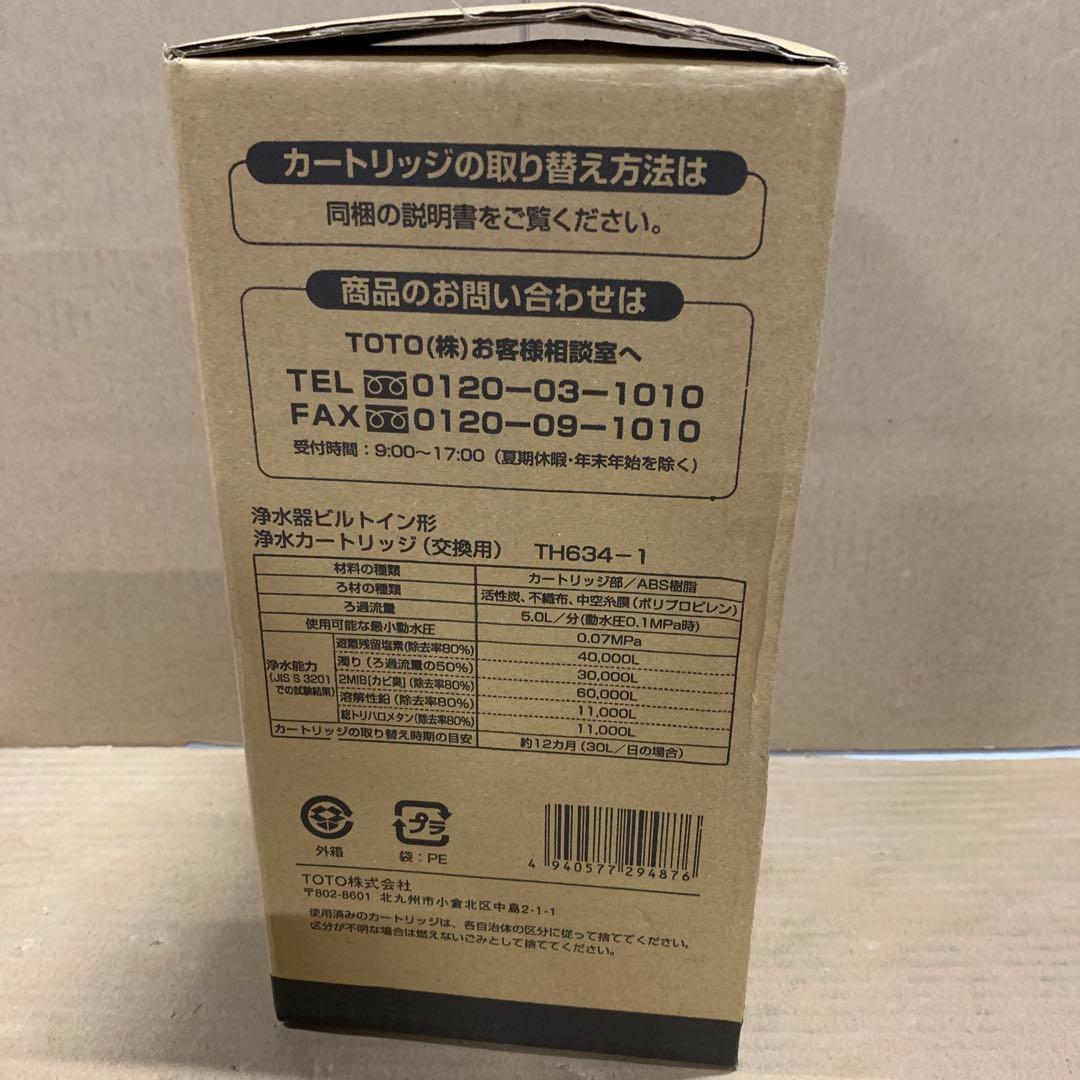 カートリッジの取り替え方法は
同梱の説明書をご覧ください。
商品のお問い合わせは
TOTO(株)お客様相談室へ
TEL 0120-03-1010
FAX 0120-09-1010
受付時間：9:00〜17:00（夏期休暇・年末年始を除く）
浄水器ビルトイン形
浄水カートリッジ（交換用） TH634-1
材料の種類 カートリッジ部／ABS樹脂
ろ材の種類 活性炭、不織布、中空糸膜（ポリプロピレン）
ろ過流量 5.0L／分(動水圧0.1MPa時)
使用可能な最小動水圧 0.07MPa
浄水能力
(JIS S 3201
での試験結果)
遊離残留塩素(除去率80%) 40,000L
濁り（ろ過流量の50%） 30,000L
2MIB[カビ臭]（除去率80%） 60,000L
溶解性鉛（除去率80%） 11,000L
総トリハロメタン(除去率80%) 11,000L
カートリッジの取り替え時期の目安 約12カ月（30L／日の場合）
外箱
プラ
袋：PE
4 940577 294876
TOTO株式会社
〒802-8601 北九州市小倉北区中島2-1-1
使用済みのカートリッジは、各自治体の区分に従って捨ててください。
区分が不明な場合は燃えないごみとして捨ててください。